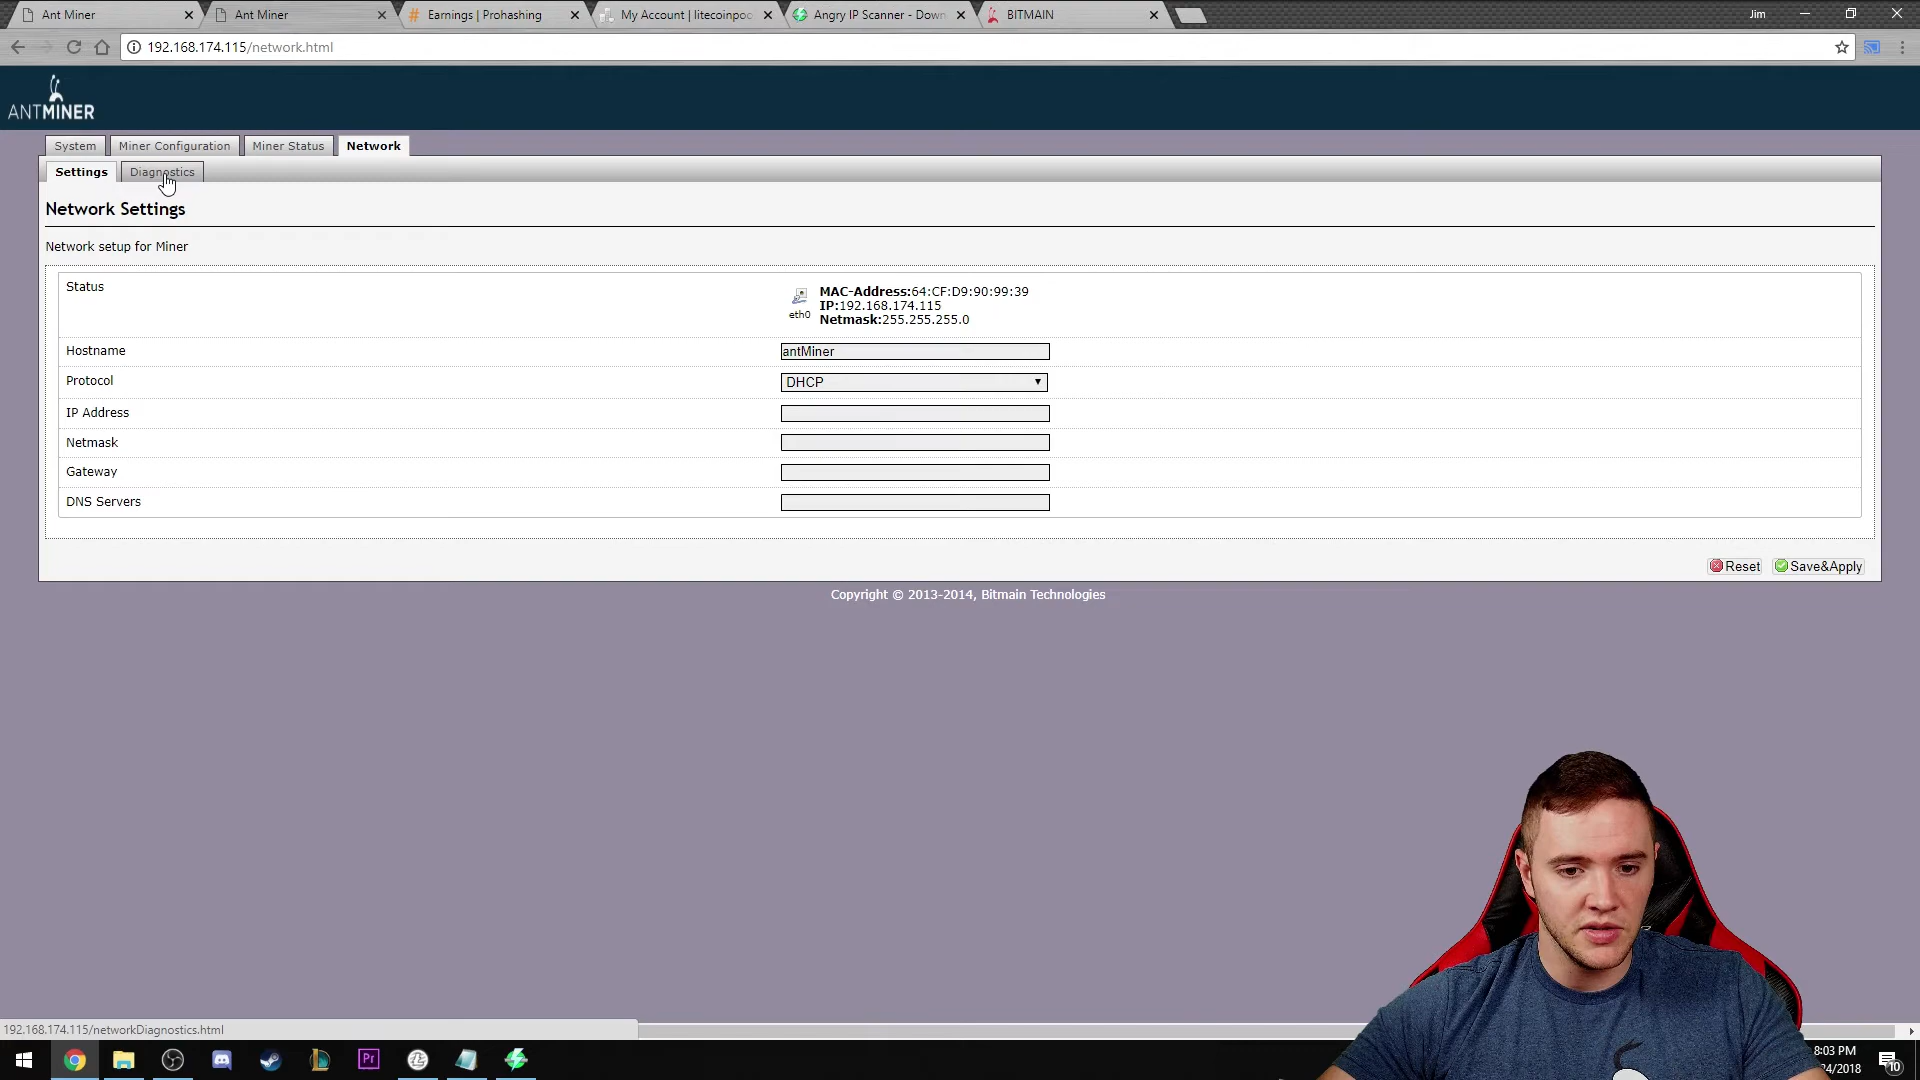 Ant Miner
Ant Miner
Earnings | Prohashing
My Account | litecoinpoo
Angry IP Scanner - Down
BITMAIN
Jim
192.168.174.115/network.html
ANTMINER
System
Miner Configuration
Miner Status
Network
Settings
Diagnostics
Network Settings
Network setup for Miner
Status
eth0
MAC-Address:64:CF:D9:90:99:39
IP:192.168.174.115
Netmask:255.255.255.0
Hostname
antMiner
Protocol
DHCP
IP Address
Netmask
Gateway
DNS Servers
Reset
Save&Apply
Copyright © 2013-2014, Bitmain Technologies
192.168.174.115/networkDiagnostics.html
Pr
8:03 PM
24/2018
10